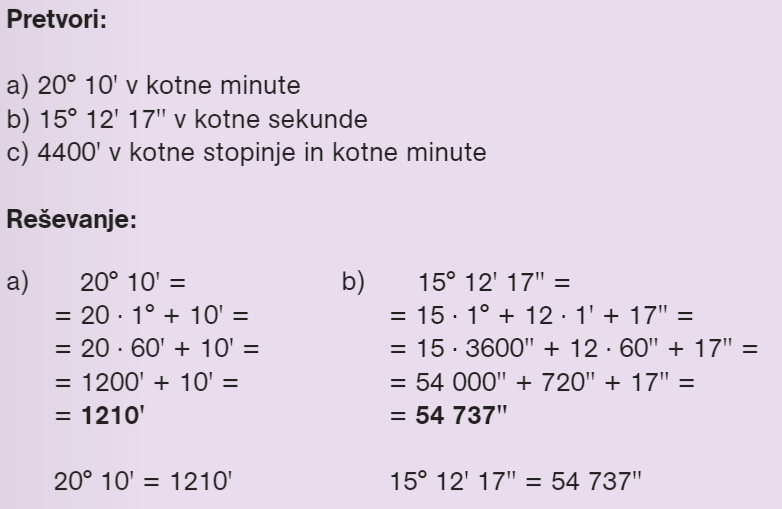 Pretvori:
a) 20° 10' v kotne minute
b) 15° 12' 17" v kotne sekunde
c) 4400' v kotne stopinje in kotne minute
Reševanje:
a) 20° 10' =
= 20 · 1° + 10' =
= 20 · 60' + 10' =
= 1200' + 10' =
= 1210'
20° 10' = 1210'
b) 15° 12' 17" =
= 15 · 1° + 12 · 1' + 17" =
= 15 · 3600" + 12 · 60" + 17" =
= 54 000" + 720" + 17" =
= 54 737"
15° 12' 17" = 54 737"